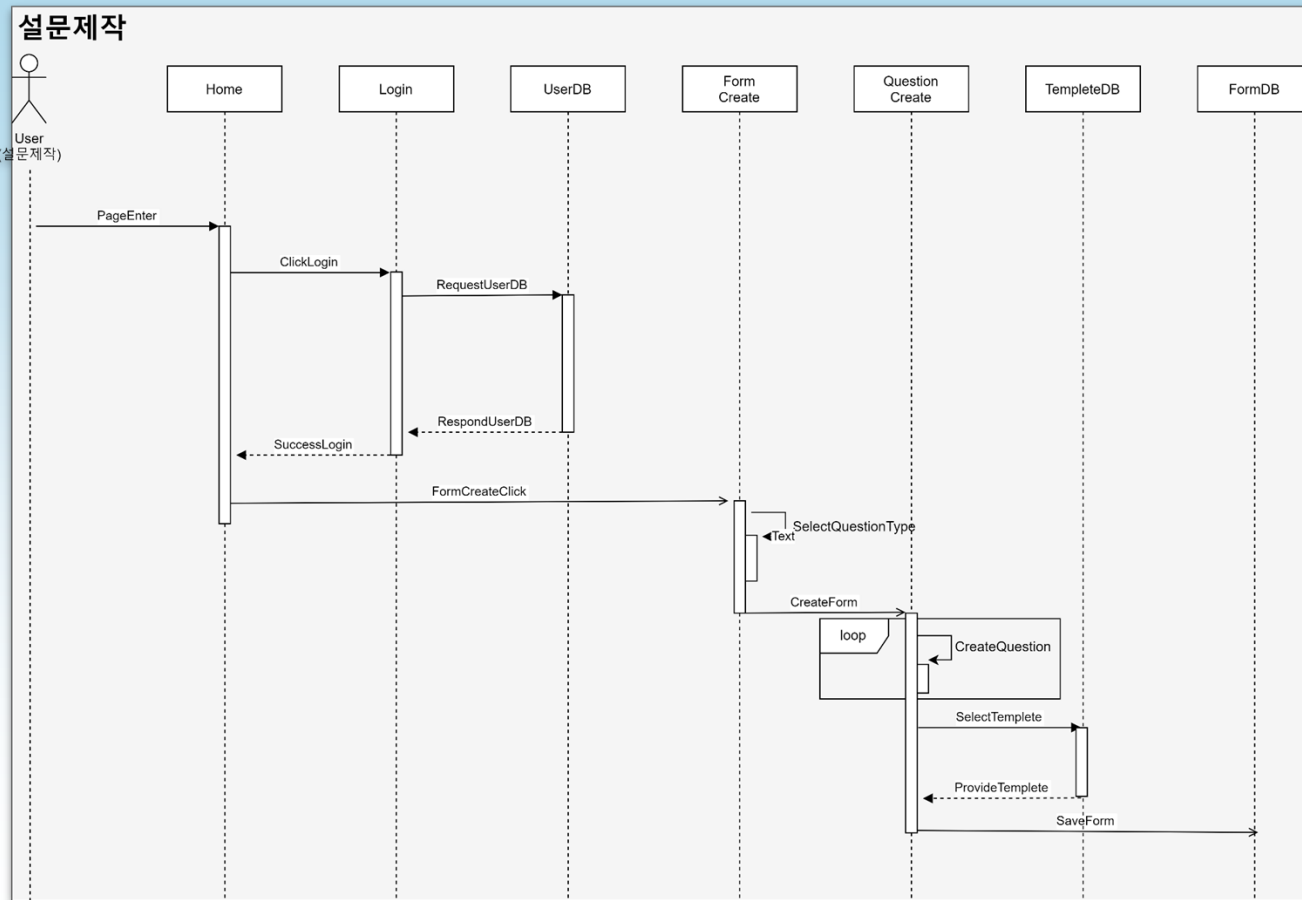 설문제작
Home
Login
UserDB
Form
Create
Question
Create
TempleteDB
FormDB
User
(설문제작)
PageEnter
ClickLogin
RequestUserDB
RespondUserDB
SuccessLogin
FormCreateClick
SelectQuestionType
Text
CreateForm
loop
CreateQuestion
SelectTemplete
ProvideTemplete
SaveForm